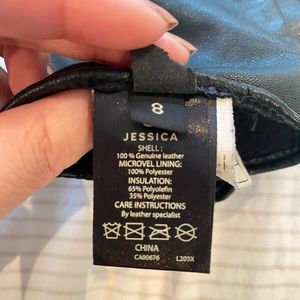 8
JESSICA
SHELL:
100 % Genuine leather
MICROVEL LINING:
100% Polyester
INSULATION:
65% Polyolefin
35% Polyester
CARE INSTRUCTIONS
By leather specialist
CHINA
CA00676 L203X